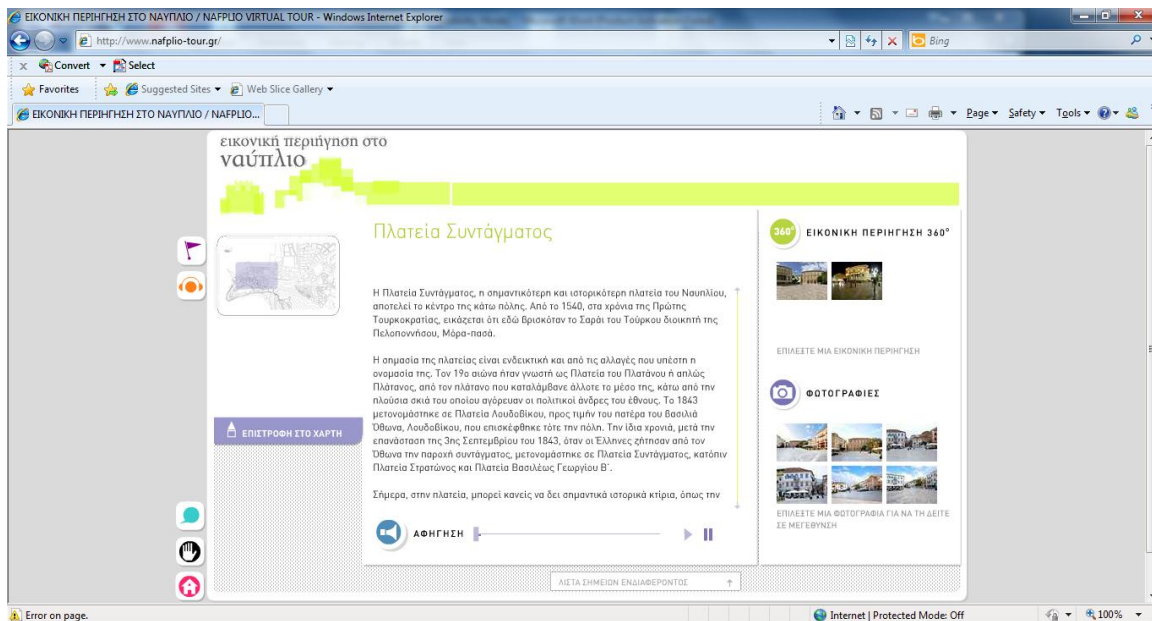 ΕΙΚΟΝΙΚΗ ΠΕΡΙΗΓΗΣΗ ΣΤΟ ΝΑΥΠΛΙΟ / NAFPLIO VIRTUAL TOUR - Windows Internet Explorer
http://www.nafplio-tour.gr/
Bing
x Convert Select
Favorites Suggested Sites Web Slice Gallery
ΕΙΚΟΝΙΚΗ ΠΕΡΙΗΓΗΣΗ ΣΤΟ ΝΑΥΠΛΙΟ / NAFPLIO...
Page Safety Tools
εικονική περιήγηση στο
ναύπλιο
Πλατεία Συντάγματος
Η Πλατεία Συντάγματος, η σημαντικότερη και ιστορικότερη πλατεία του Ναυπλίου,
αποτελεί το κέντρο της κάτω πόλης. Από το 1540, στα χρόνια της Πρώτης
Τουρκοκρατίας, εικάζεται ότι εδώ βρισκόταν το Σαράι του Τούρκου διοικητή της
Πελοποννήσου, Μόρα-πασά.
Η σημασία της πλατείας είναι ενδεικτική και από τις αλλαγές που υπέστη η
ονομασία της. Τον 19ο αιώνα ήταν γνωστή ως Πλατεία του Πλατάνου ή απλώς
Πλάτανος, από τον πλάτανο που καταλάμβανε άλλοτε το μέσο της, κάτω από την
πλούσια σκιά του οποίου αγόρευαν οι πολιτικοί άνδρες του έθνους. Το 1843
μετονομάστηκε σε Πλατεία Λουδοβίκου, προς τιμήν του πατέρα του βασιλιά
Όθωνα, Λουδοβίκου, που επισκέφθηκε τότε την πόλη. Την ίδια χρονιά, μετά την
επανάσταση της 3ης Σεπτεμβρίου του 1843, όταν οι Έλληνες ζήτησαν από τον
Όθωνα την παροχή συντάγματος, μετονομάστηκε σε Πλατεία Συντάγματος, κατόπιν
Πλατεία Στρατώνος και Πλατεία Βασιλέως Γεωργίου Β΄.
Σήμερα, στην πλατεία, μπορεί κανείς να δει σημαντικά ιστορικά κτίρια, όπως την
ΑΦΗΓΗΣΗ
ΕΠΙΣΤΡΟΦΗ ΣΤΟ ΧΑΡΤΗ
360° ΕΙΚΟΝΙΚΗ ΠΕΡΙΗΓΗΣΗ 360°
ΕΠΙΛΕΞΤΕ ΜΙΑ ΕΙΚΟΝΙΚΗ ΠΕΡΙΗΓΗΣΗ
ΦΩΤΟΓΡΑΦΙΕΣ
ΕΠΙΛΕΞΤΕ ΜΙΑ ΦΩΤΟΓΡΑΦΙΑ ΓΙΑ ΝΑ ΤΗ ΔΕΙΤΕ
ΣΕ ΜΕΓΕΘΥΝΣΗ
ΛΙΣΤΑ ΣΗΜΕΙΩΝ ΕΝΔΙΑΦΕΡΟΝΤΟΣ
Error on page.
Internet | Protected Mode: Off
100%